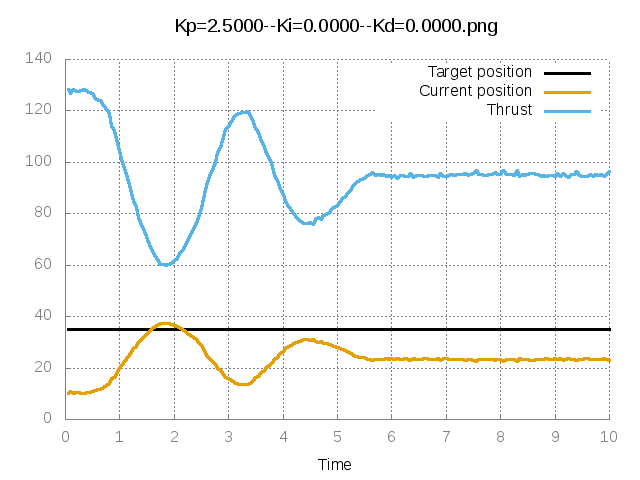 Kp=2.5000--Ki=0.0000--Kd=0.0000.png
140
Target position
Current position
Thrust
120
100
80
60
40
20
0
0 1 2 3 4 5 6 7 8 9 10
Time